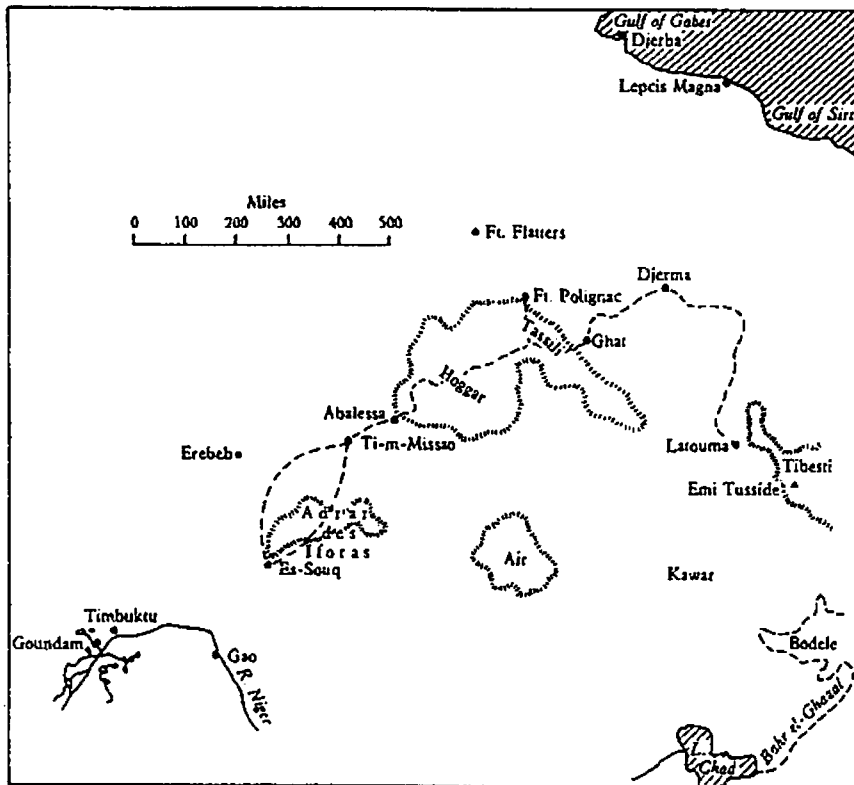 Gulf of Gabes
Djerba
Lepcis Magna
Gulf of Sirt
Miles
0 100 200 300 400 500
Ft. Flatters
Djerma
Ft. Polignac
Tassili
Ghat
Hoggar
Abalessa
Ti-m-Missao
Erebeb
Latouma
Tibesti
Emi Tusside
Adrar
des
Iforas
Es-Souq
Air
Kawar
Timbuktu
Goundam
Gao
R. Niger
Bodele
Bahr el-Ghazal
L.
Chad